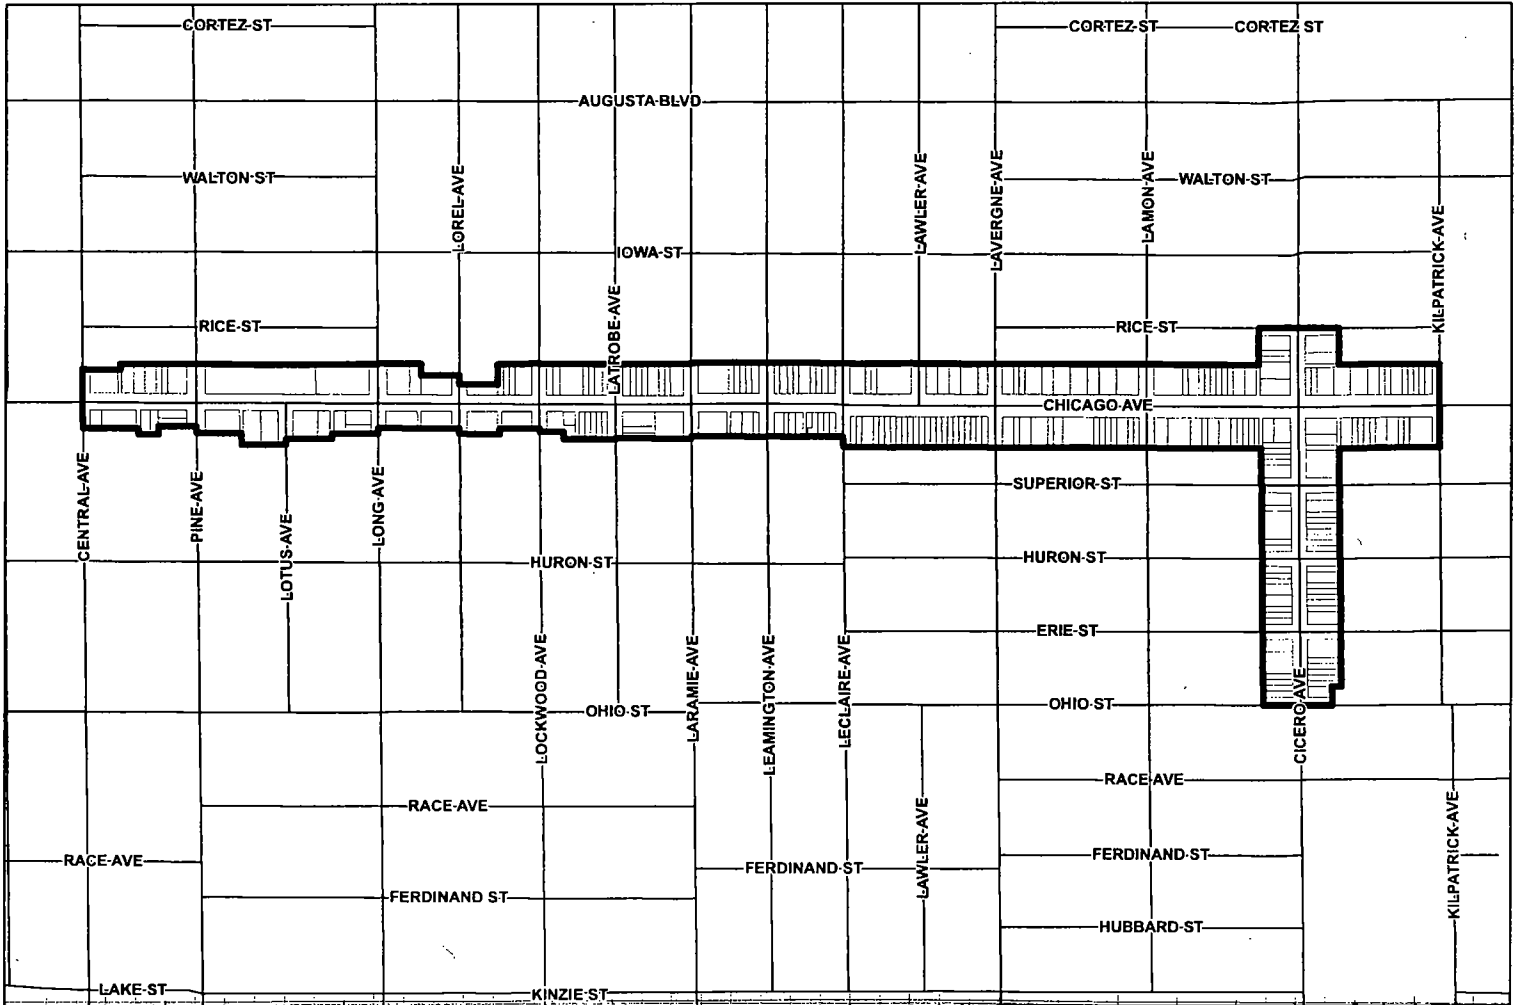 CORTEZ ST
CORTEZ ST
CORTEZ ST
AUGUSTA BLVD
WALTON ST
LOREL AVE
LAWLER AVE
LAVERGNE AVE
LAMON AVE
WALTON ST
KILPATRICK AVE
IOWA ST
RICE ST
LATROBE AVE
RICE ST
CHICAGO AVE
CENTRAL AVE
PINE AVE
LOTUS AVE
LONG AVE
SUPERIOR ST
HURON ST
HURON ST
ERIE ST
LOCKWOOD AVE
LARAMIE AVE
LEAMINGTON AVE
LECLAIRE AVE
OHIO ST
OHIO ST
CICERO AVE
RACE AVE
RACE AVE
LAWLER AVE
KILPATRICK AVE
RACE AVE
FERDINAND ST
FERDINAND ST
FERDINAND ST
HUBBARD ST
LAKE ST
KINZIE ST